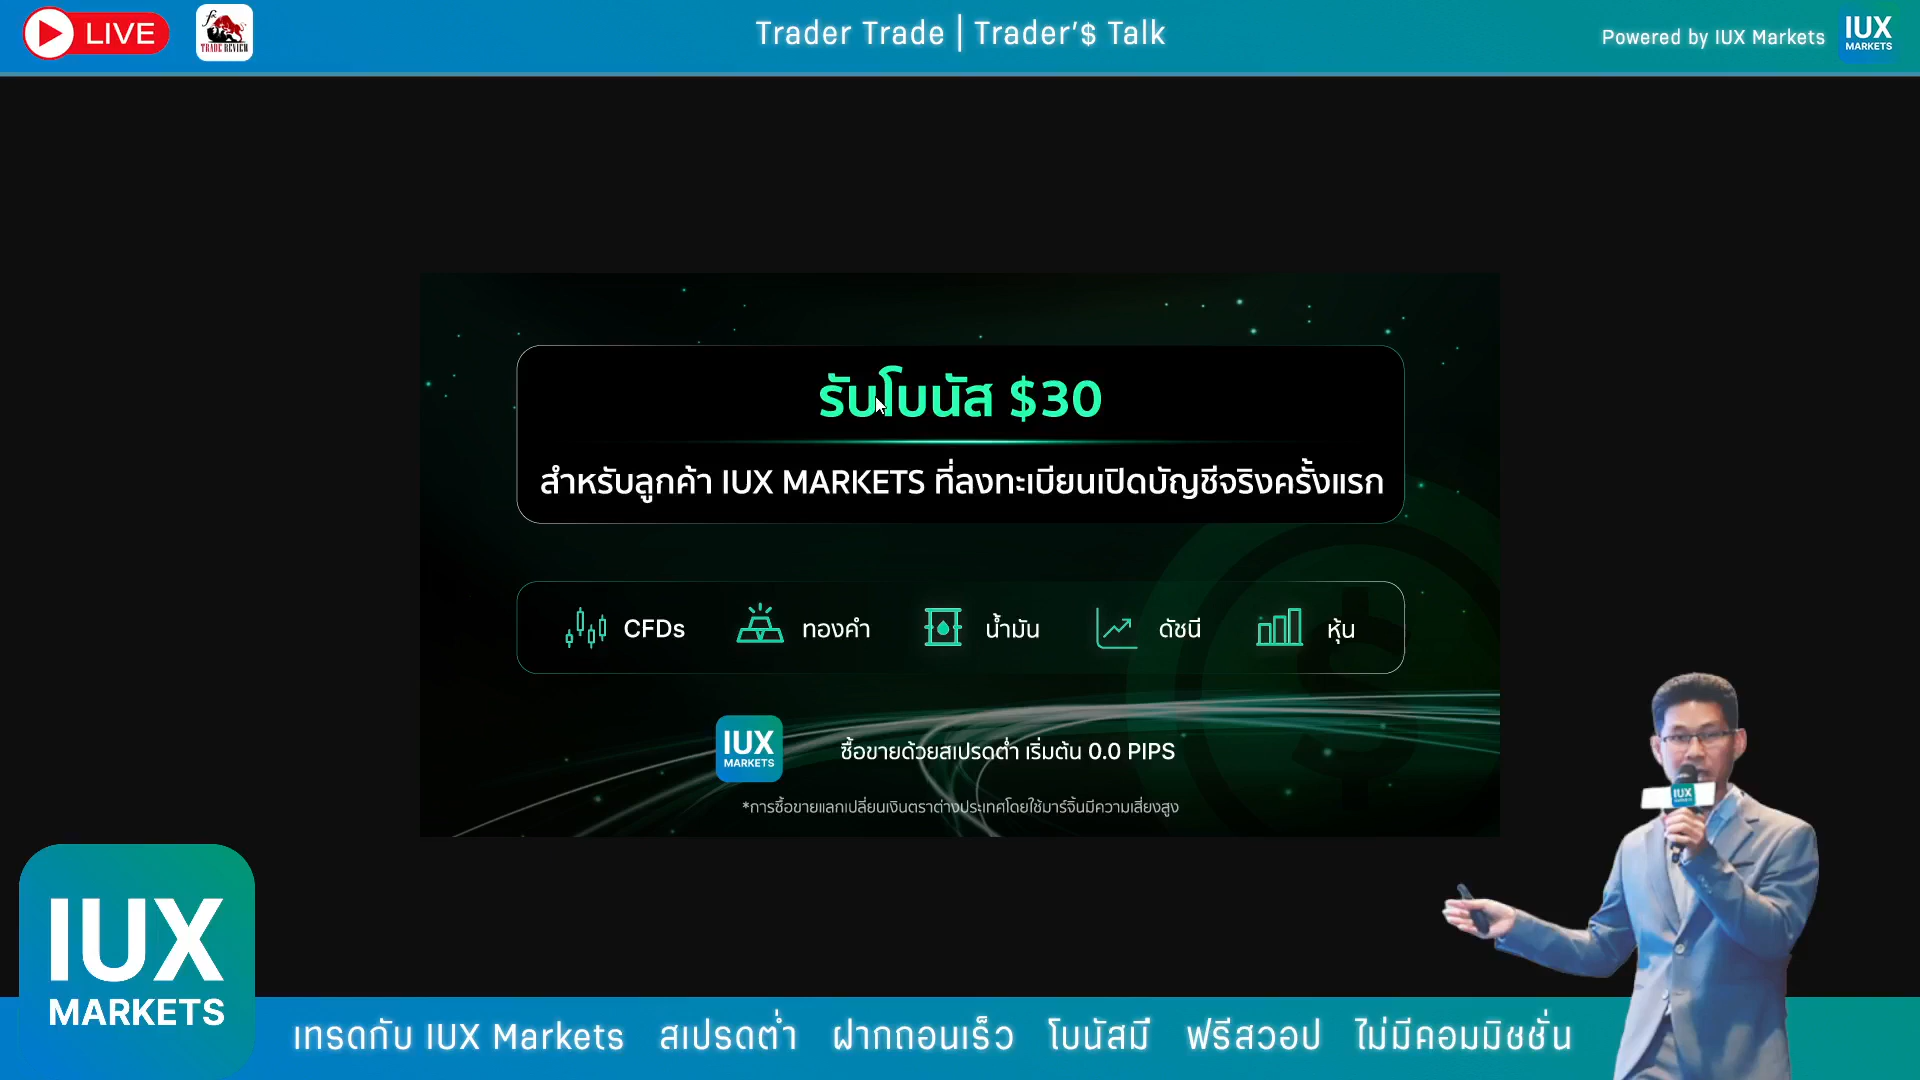 LIVE
fx
TRADE REVIEW
Trader Trade | Trader'$ Talk
Powered by IUX Markets
IUX
MARKETS
รับโบนัส $30
สำหรับลูกค้า IUX MARKETS ที่ลงทะเบียนเปิดบัญชีจริงครั้งแรก
CFDs ทองคำ น้ำมัน ดัชนี หุ้น
IUX
MARKETS
ซื้อขายด้วยสเปรดต่ำ เริ่มต้น 0.0 PIPS
*การซื้อขายแลกเปลี่ยนเงินตราต่างประเทศโดยใช้มาร์จิ้นมีความเสี่ยงสูง
IUX
IUX
MARKETS
เทรดกับ IUX Markets สเปรดต่ำ ฝากถอนเร็ว โบนัสมี ฟรีสวอป ไม่มีคอมมิชชั่น